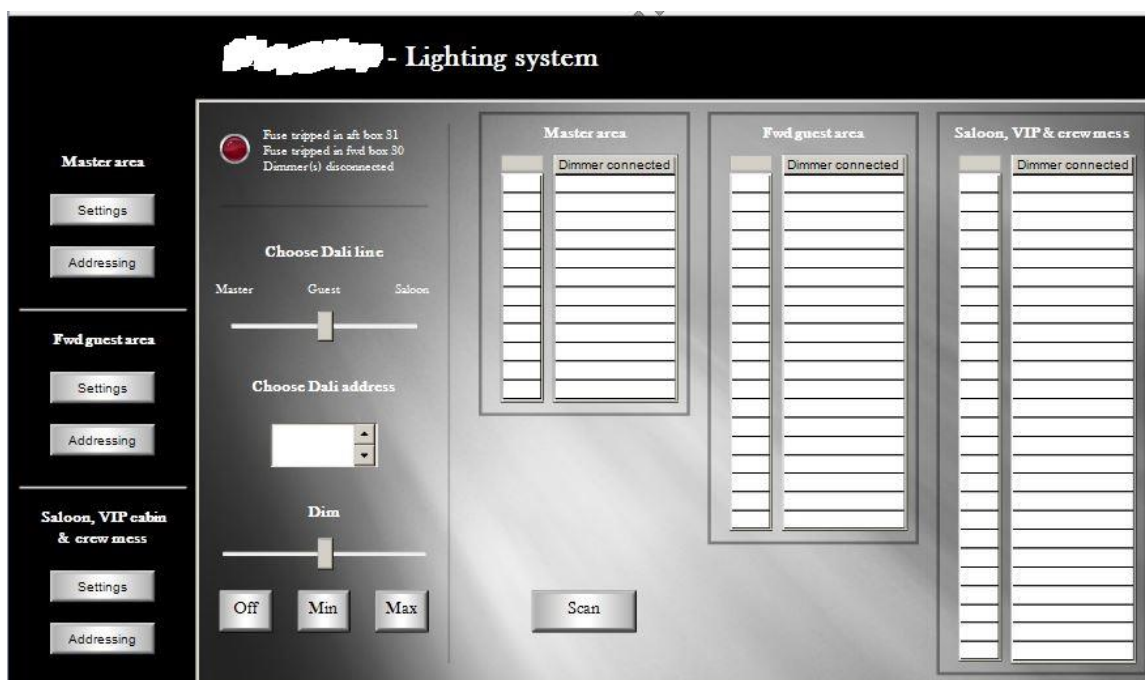 - Lighting system
Master area
Settings
Addressing
Fwd guest area
Settings
Addressing
Saloon, VIP cabin
& crew mess
Settings
Addressing
Fuse tripped in aft box 31
Fuse tripped in fwd box 30
Dimmer(s) disconnected
Choose Dali line
Master Guest Saloon
Choose Dali address
Dim
Off Min Max
Master area
Dimmer connected
Fwd guest area
Dimmer connected
Saloon, VIP & crew mess
Dimmer connected
Scan